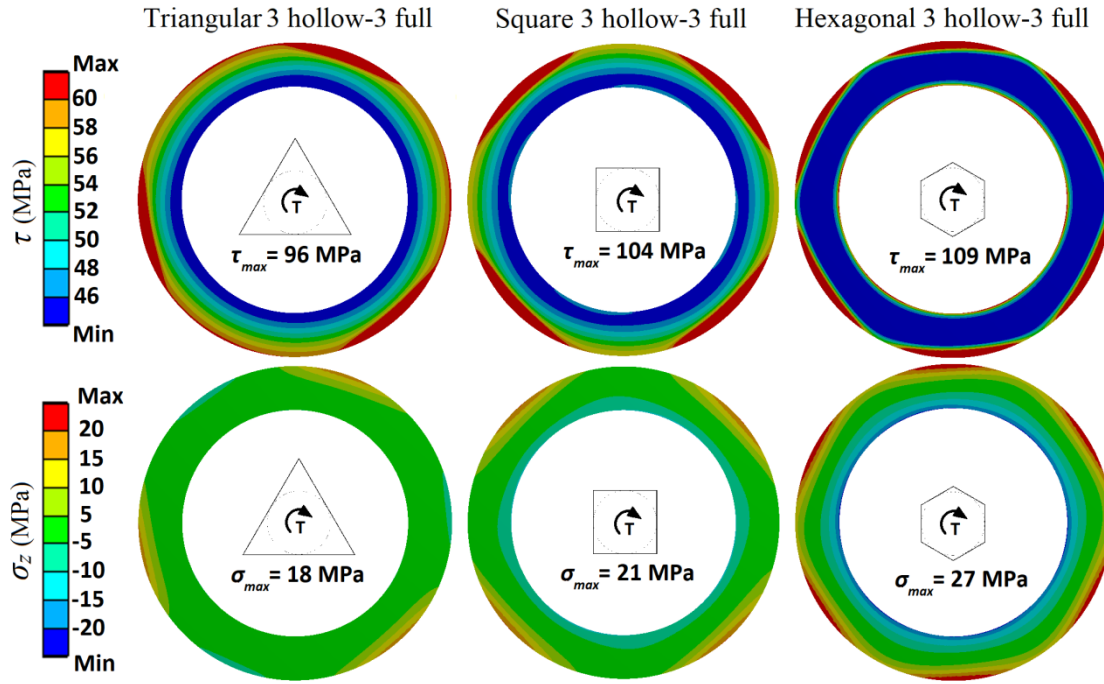 Triangular 3 hollow-3 full
Square 3 hollow-3 full
Hexagonal 3 hollow-3 full
Max
60
58
56
54
52
50
48
46
Min
τ (MPa)
T
τmax= 96 MPa
T
τmax= 104 MPa
T
τmax= 109 MPa
Max
20
15
10
5
-5
-10
-15
-20
Min
σz (MPa)
T
σmax= 18 MPa
T
σmax= 21 MPa
T
σmax= 27 MPa